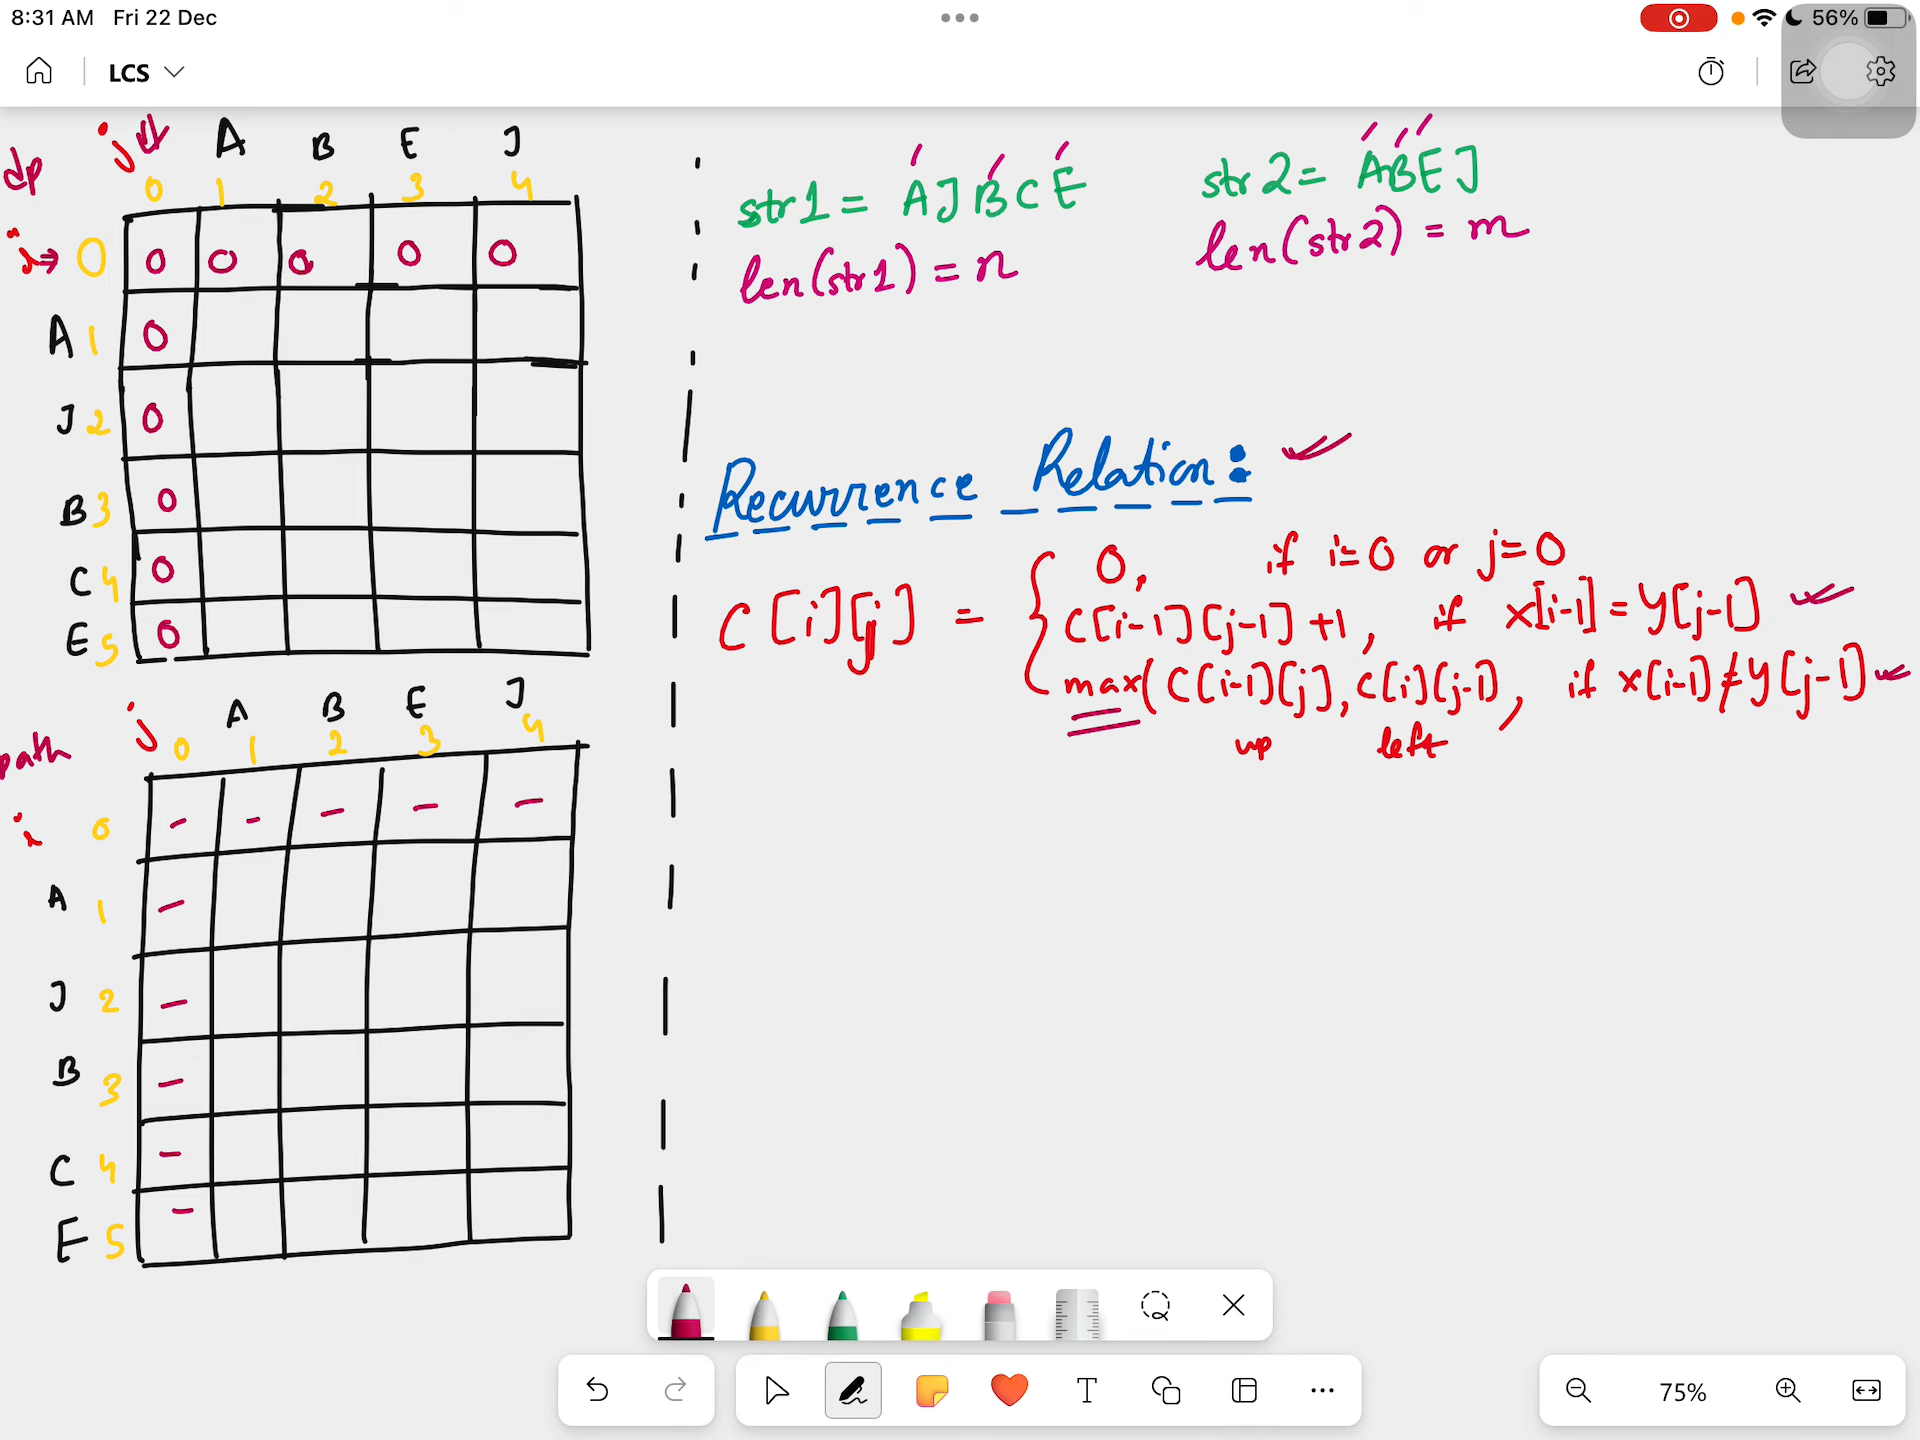 8:31 AM Fri 22 Dec
56%
LCS
dp j A B E J
0 1 2 3 4
i → 0 0 0 0 0 0
A 1 0
J 2 0
B 3 0
C 4 0
E 5 0
path j A B E J
0 1 2 3 4
i 0 - - - - -
A 1 -
J 2 -
B 3 -
C 4 -
E 5 -
str1 = AJBCE
len(str1) = n
str2 = ABEJ
len(str2) = m
Recurrence Relation:
C[i][j] = { 0, if i=0 or j=0
C[i-1][j-1] +1, if x[i-1] = Y[j-1]
max(C[i-1][j], C[i][j-1), if x[i-1] ≠ Y[j-1]
up left
T
75%